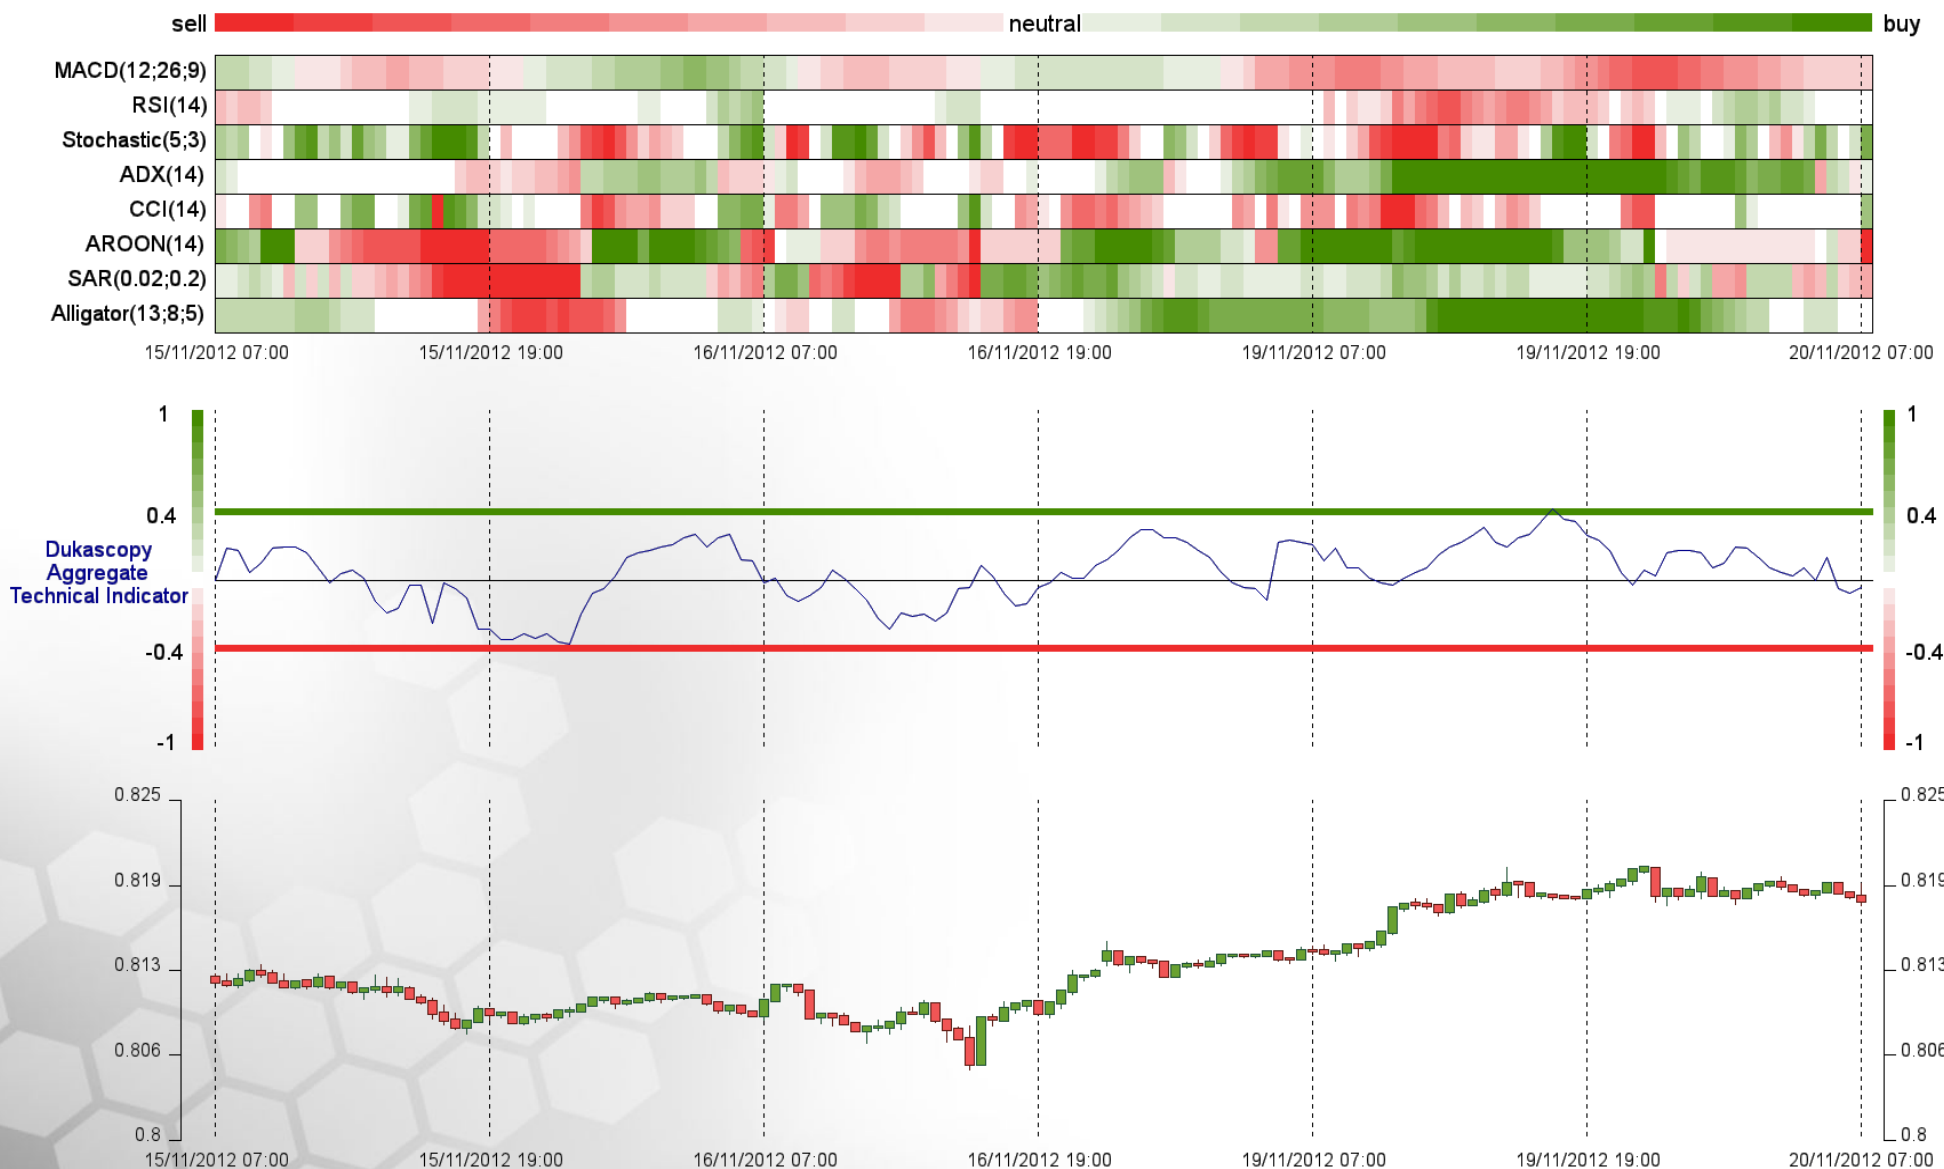 sell neutral buy
MACD(12;26;9)
RSI(14)
Stochastic(5;3)
ADX(14)
CCI(14)
AROON(14)
SAR(0.02;0.2)
Alligator(13;8;5)
15/11/2012 07:00 15/11/2012 19:00 16/11/2012 07:00 16/11/2012 19:00 19/11/2012 07:00 19/11/2012 19:00 20/11/2012 07:00
1 1
0.4 0.4
Dukascopy
Aggregate
Technical Indicator
-0.4 -0.4
-1 -1
0.825 0.825
0.819 0.819
0.813 0.813
0.806 0.806
0.8 0.8
15/11/2012 07:00 15/11/2012 19:00 16/11/2012 07:00 16/11/2012 19:00 19/11/2012 07:00 19/11/2012 19:00 20/11/2012 07:00